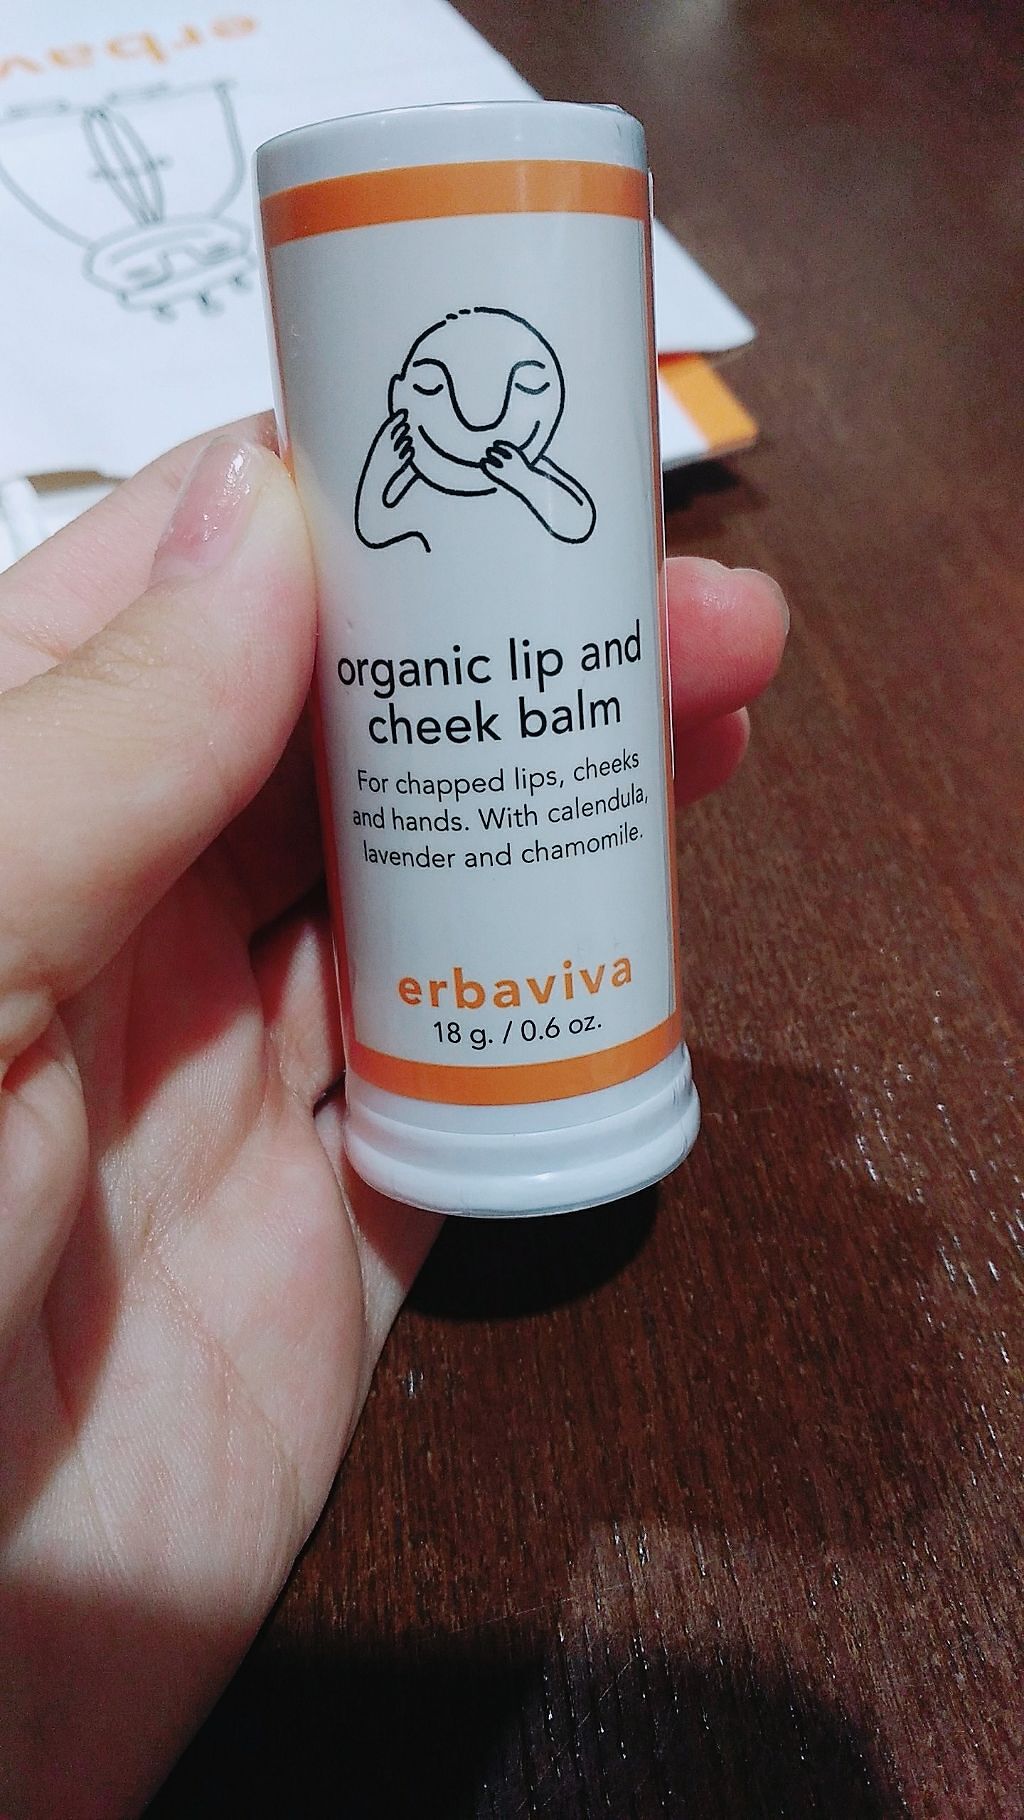 organic lip and
cheek balm
For chapped lips, cheeks
and hands. With calendula,
lavender and chamomile.
erbaviva
18 g. / 0.6 oz.